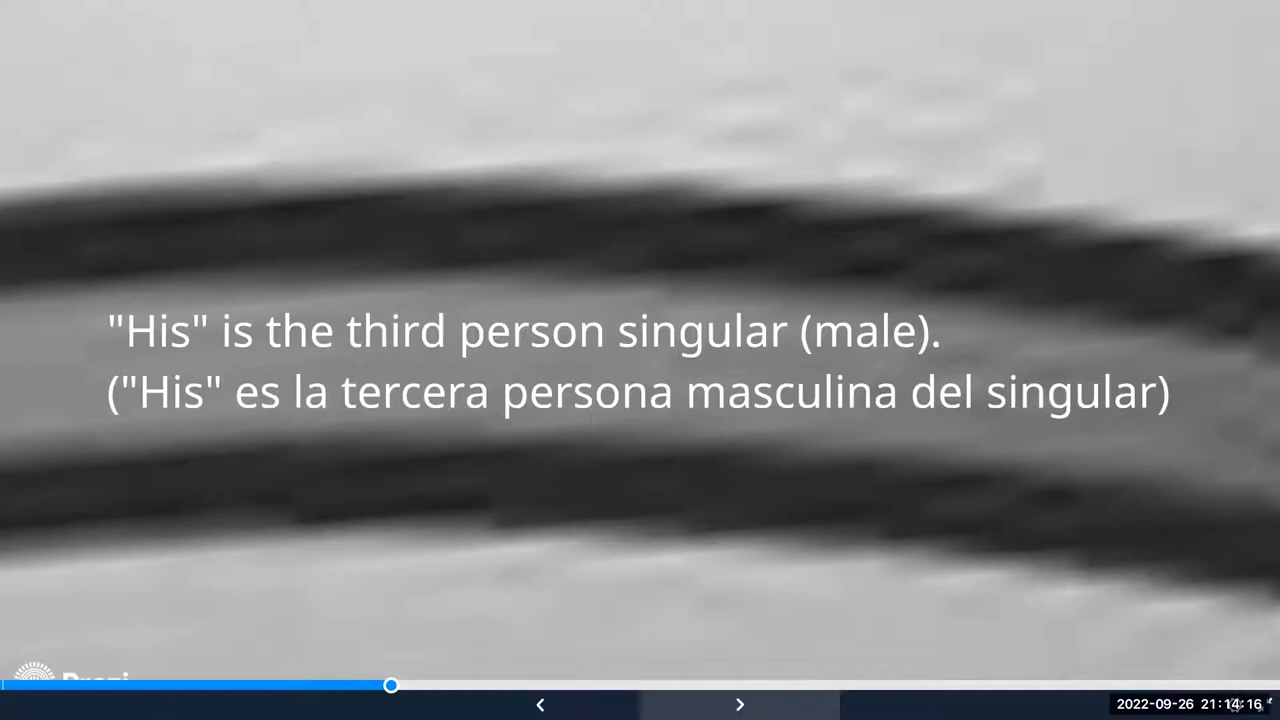 "His" is the third person singular (male).
("His" es la tercera persona masculina del singular)
Prezi
2022-09-26 21:14:16